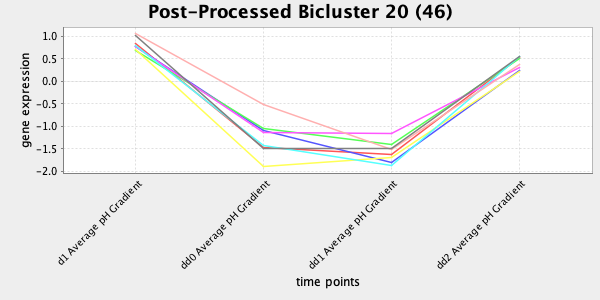 Post-Processed Bicluster 20 (46)
gene expression
1.0
0.5
0.0
-0.5
-1.0
-1.5
-2.0
d1 Average pH Gradient
dd0 Average pH Gradient
dd1 Average pH Gradient
dd2 Average pH Gradient
time points